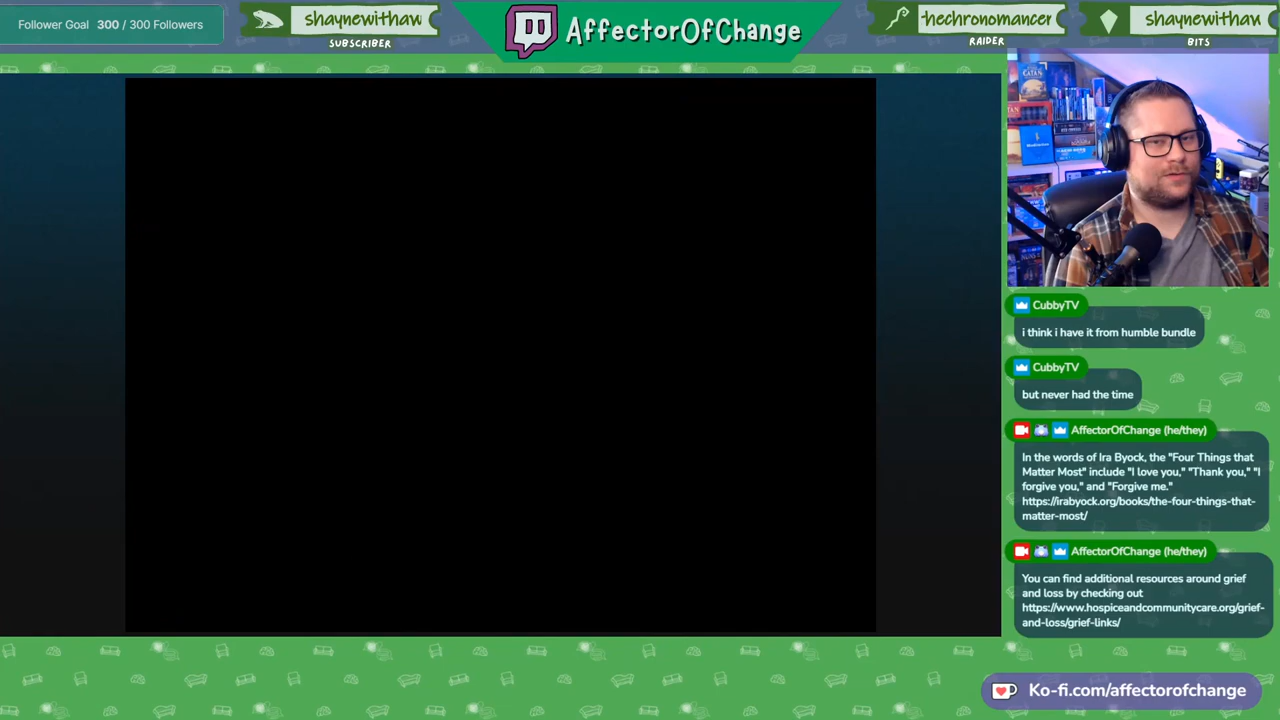 Follower Goal 300 / 300 Followers
shaynewithaw
SUBSCRIBER
AffectorOfChange
hechronomancer
RAIDER
shaynewithaw
BITS
CATAN
CubbyTV
i think i have it from humble bundle
CubbyTV
but never had the time
AffectorOfChange (he/they)
In the words of Ira Byock, the "Four Things that
Matter Most" include "I love you," "Thank you," "I
forgive you," and "Forgive me."
https://irabyock.org/books/the-four-things-that-
matter-most/
AffectorOfChange (he/they)
You can find additional resources around grief
and loss by checking out
https://www.hospiceandcommunitycare.org/grief-
and-loss/grief-links/
Ko-fi.com/affectorofchange